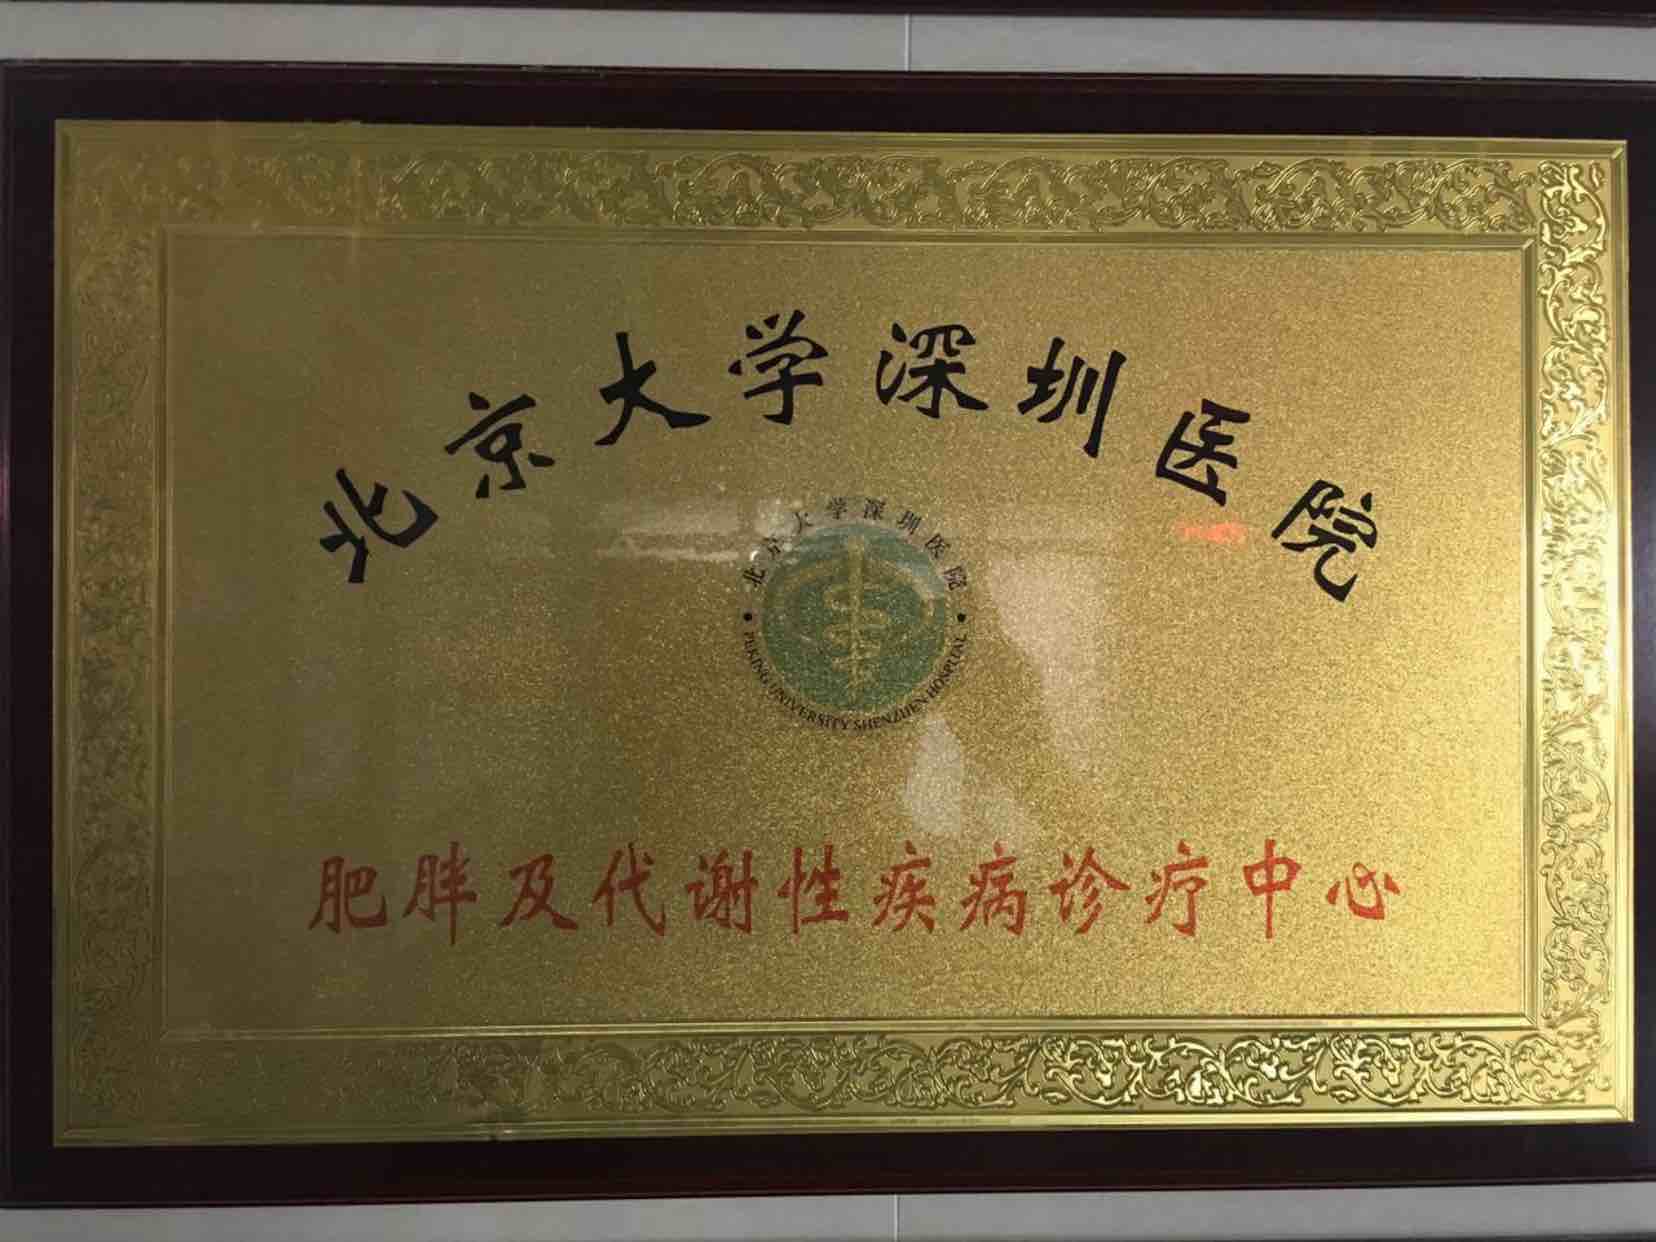 北京大学深圳医院
北京大学深圳医院
PEKING UNIVERSITY SHENZHEN HOSPITAL
肥胖及代谢性疾病诊疗中心